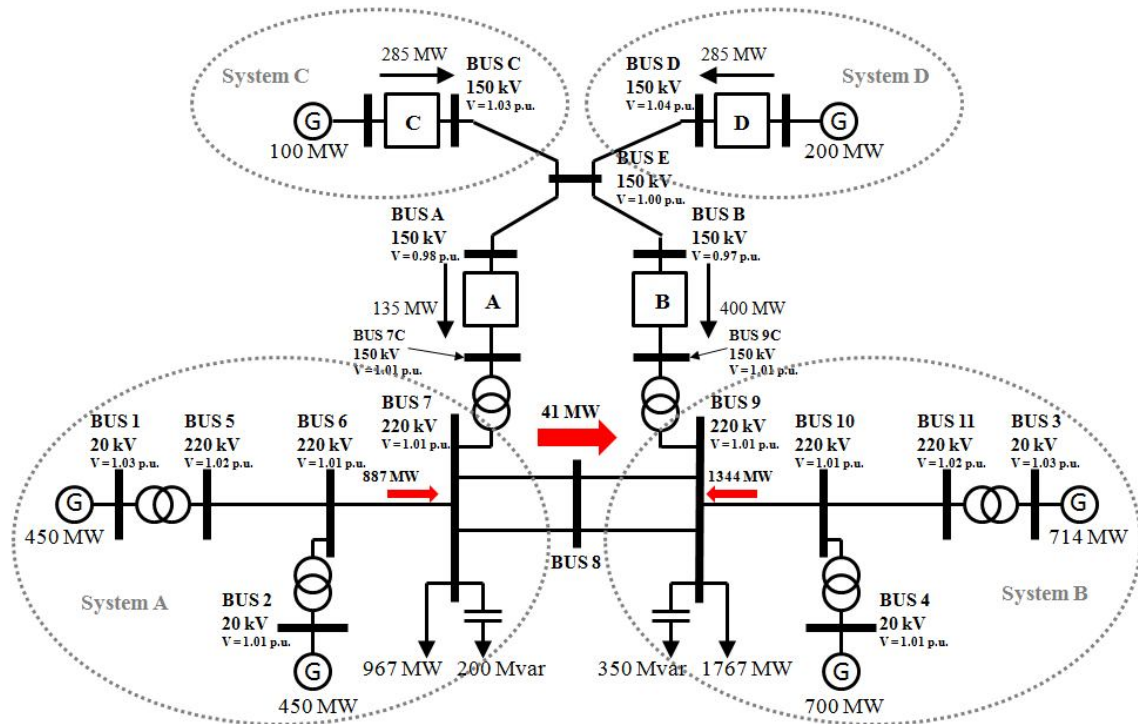 285 MW
BUS C
150 kV
V = 1.03 p.u.
System C
C
G
100 MW
BUS D
150 kV
V = 1.04 p.u.
285 MW
System D
D
G
200 MW
BUS E
150 kV
V = 1.00 p.u.
BUS A
150 kV
V = 0.98 p.u.
BUS B
150 kV
V = 0.97 p.u.
A
135 MW
B
400 MW
BUS 7C
150 kV
V = 1.01 p.u.
BUS 9C
150 kV
V = 1.01 p.u.
BUS 1
20 kV
V = 1.03 p.u.
BUS 5
220 kV
V = 1.02 p.u.
BUS 6
220 kV
V = 1.01 p.u.
BUS 7
220 kV
V = 1.01 p.u.
41 MW
BUS 9
220 kV
V = 1.01 p.u.
BUS 10
220 kV
V = 1.01 p.u.
BUS 11
220 kV
V = 1.02 p.u.
BUS 3
20 kV
V = 1.03 p.u.
887 MW
1344 MW
G
450 MW
G
714 MW
BUS 8
System A
BUS 2
20 kV
V = 1.01 p.u.
G
450 MW
967 MW
200 Mvar
350 Mvar
1767 MW
BUS 4
20 kV
V = 1.01 p.u.
G
700 MW
System B